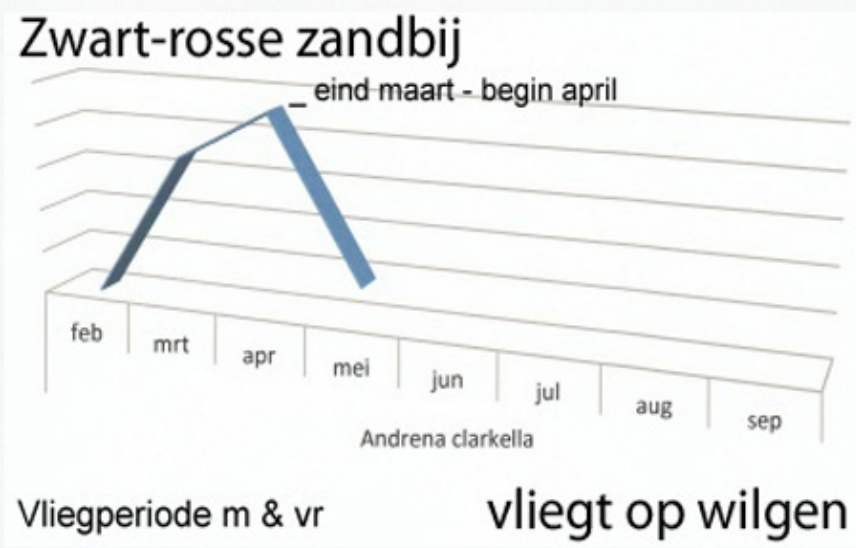 Zwart-rosse zandbij
_ eind maart - begin april
feb mrt apr mei jun jul aug sep
Andrena clarkella
Vliegperiode m & vr
vliegt op wilgen